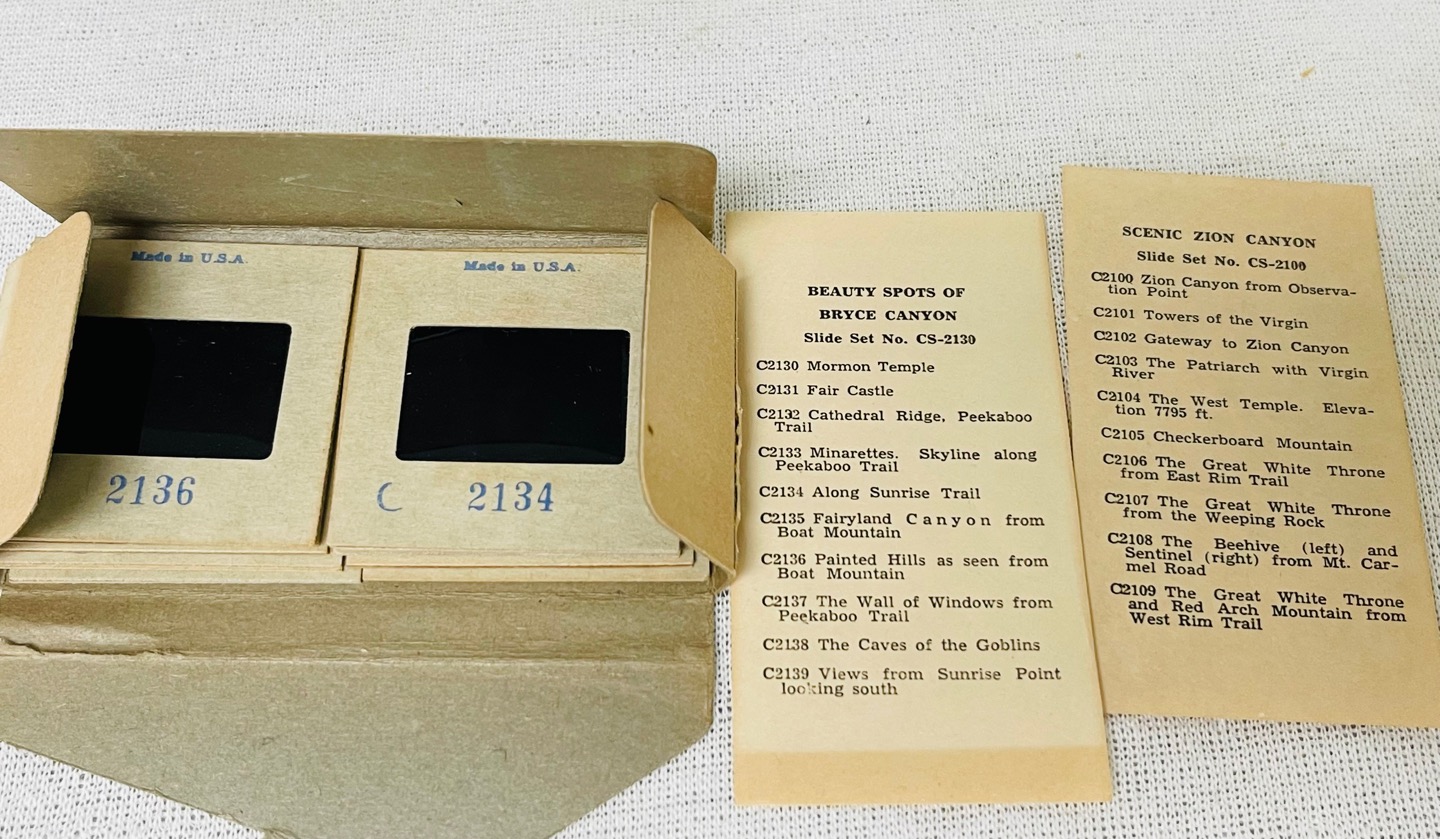 Made in U.S.A.
2136
Made in U.S.A.
C 2134
BEAUTY SPOTS OF
BRYCE CANYON
Slide Set No. CS-2130
C2130 Mormon Temple
C2131 Fair Castle
C2132 Cathedral Ridge, Peekaboo
Trail
C2133 Minarettes. Skyline along
Peekaboo Trail
C2134 Along Sunrise Trail
C2135 Fairyland Canyon from
Boat Mountain
C2136 Painted Hills as seen from
Boat Mountain
C2137 The Wall of Windows from
Peekaboo Trail
C2138 The Caves of the Goblins
C2139 Views from Sunrise Point
looking south
SCENIC ZION CANYON
Slide Set No. CS-2100
C2100 Zion Canyon from Observa-
tion Point
C2101 Towers of the Virgin
C2102 Gateway to Zion Canyon
C2103 The Patriarch with Virgin
River
C2104 The West Temple. Eleva-
tion 7795 ft.
C2105 Checkerboard Mountain
C2106 The Great White Throne
from East Rim Trail
C2107 The Great White Throne
from the Weeping Rock
C2108 The Beehive (left) and
Sentinel (right) from Mt. Car-
mel Road
C2109 The Great White Throne
and Red Arch Mountain from
West Rim Trail